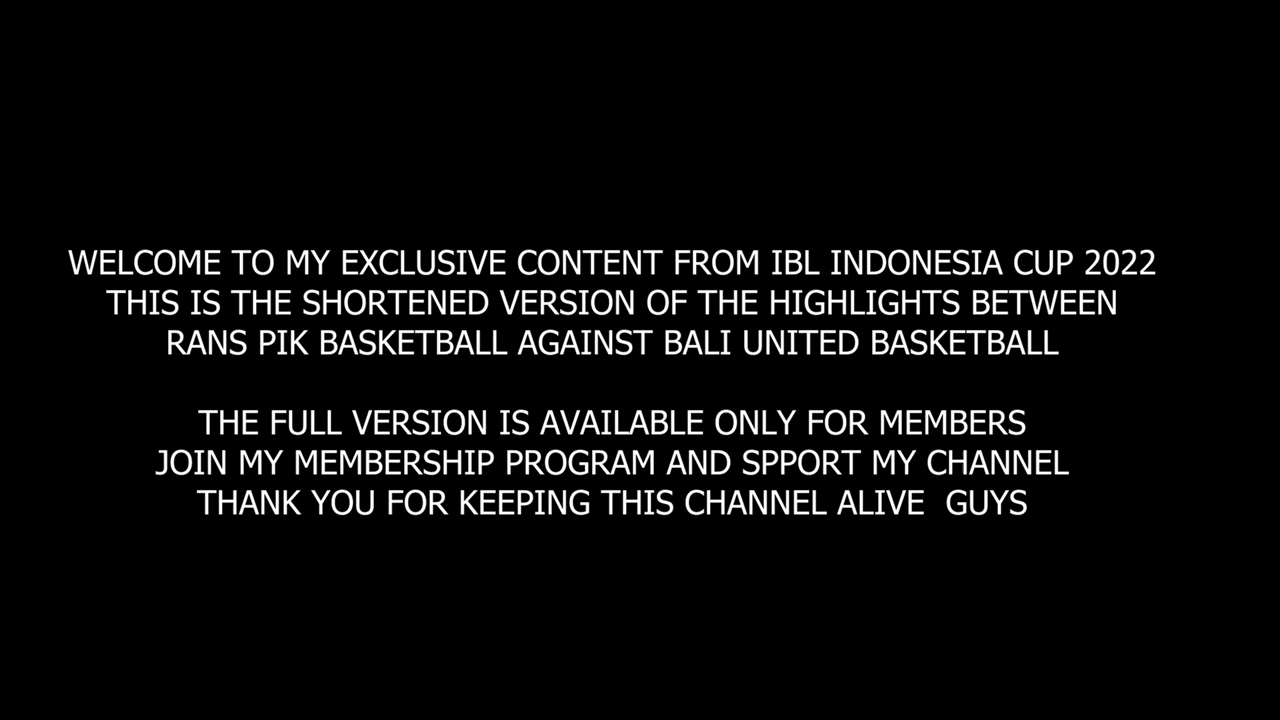 WELCOME TO MY EXCLUSIVE CONTENT FROM IBL INDONESIA CUP 2022
THIS IS THE SHORTENED VERSION OF THE HIGHLIGHTS BETWEEN
RANS PIK BASKETBALL AGAINST BALI UNITED BASKETBALL
THE FULL VERSION IS AVAILABLE ONLY FOR MEMBERS
JOIN MY MEMBERSHIP PROGRAM AND SPPORT MY CHANNEL
THANK YOU FOR KEEPING THIS CHANNEL ALIVE  GUYS